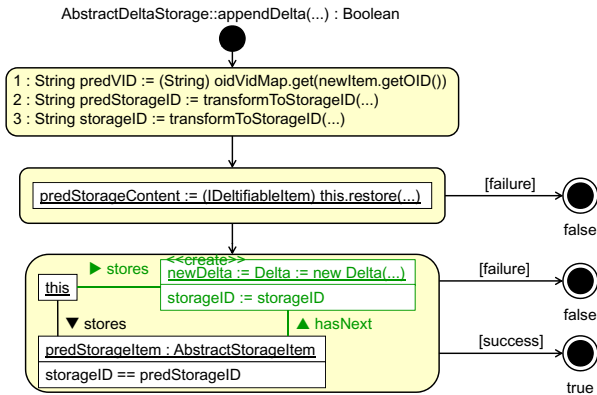 AbstractDeltaStorage::appendDelta(...) : Boolean
1 : String predVID := (String) oidVidMap.get(newItem.getOID())
2 : String predStorageID := transformToStorageID(...)
3 : String storageID := transformToStorageID(...)
predStorageContent := (IDeltifiableItem) this.restore(...)
[failure]
false
<<create>>
▶ stores
newDelta := Delta := new Delta(...)
[failure]
this
storageID := storageID
false
▼ stores
▲ hasNext
[success]
predStorageItem : AbstractStorageItem
storageID == predStorageID
true